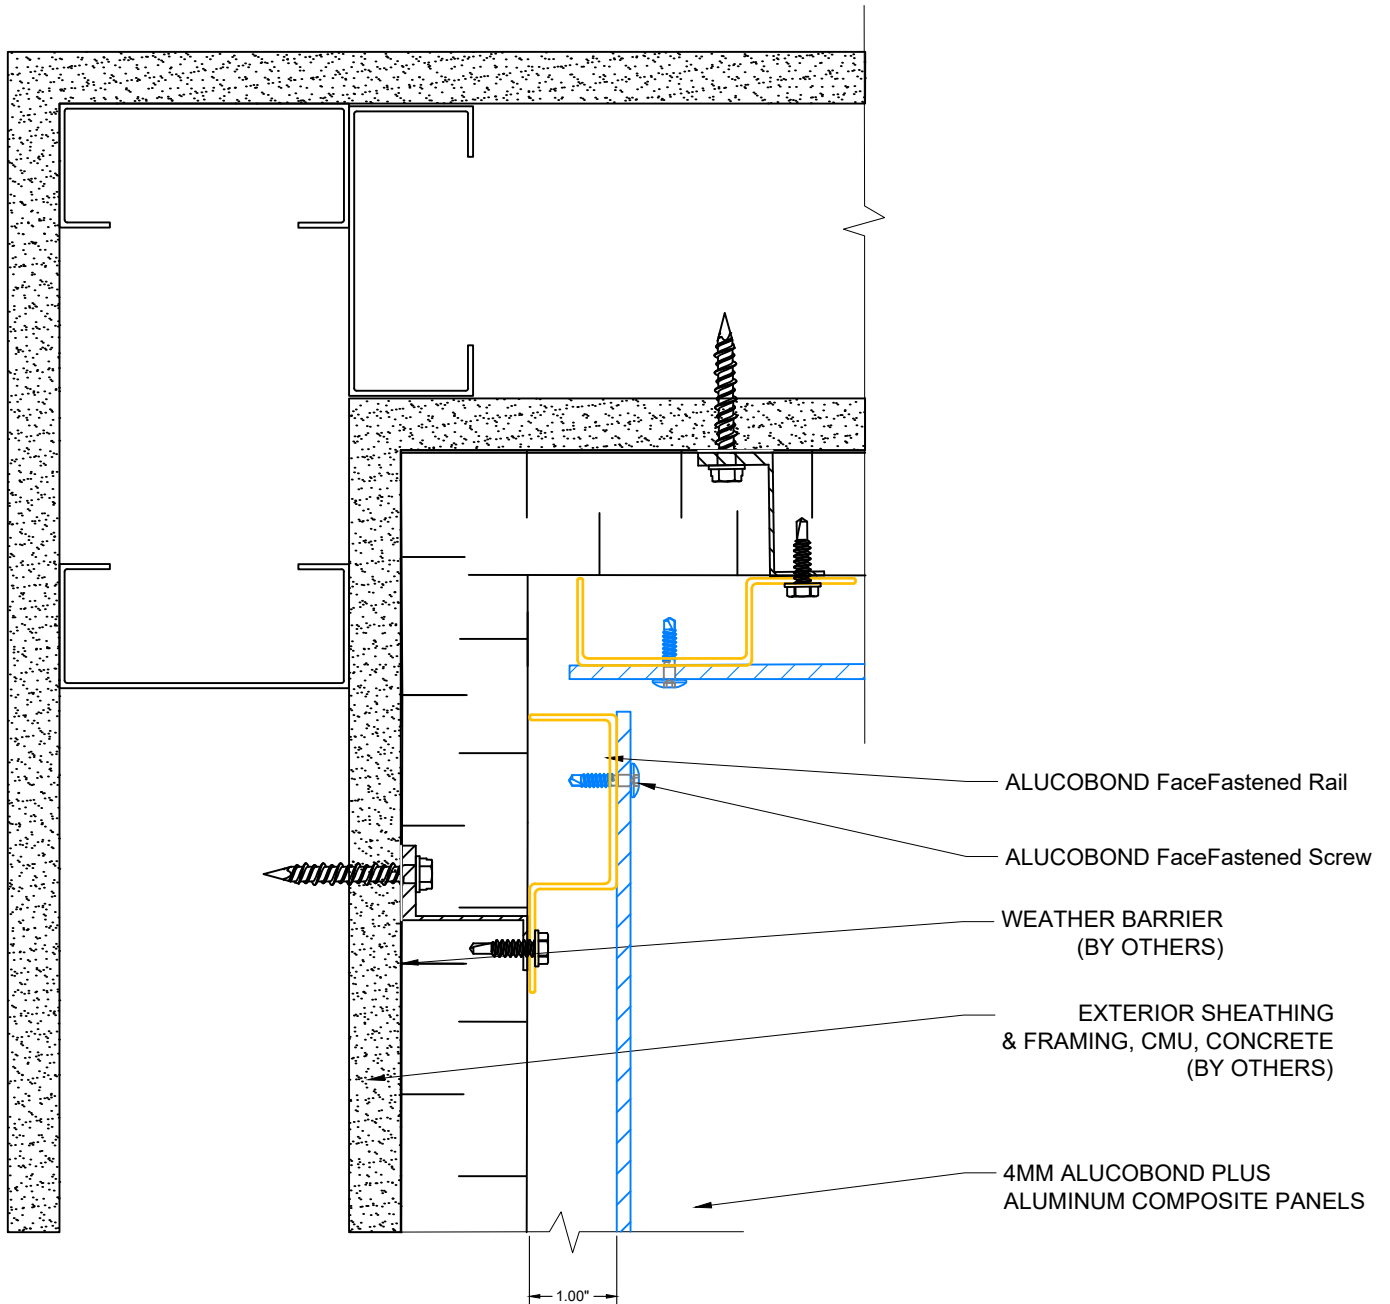 ALUCOBOND FaceFastened Rail
ALUCOBOND FaceFastened Screw
WEATHER BARRIER
(BY OTHERS)
EXTERIOR SHEATHING
& FRAMING, CMU, CONCRETE
(BY OTHERS)
4MM ALUCOBOND PLUS
ALUMINUM COMPOSITE PANELS
1.00"